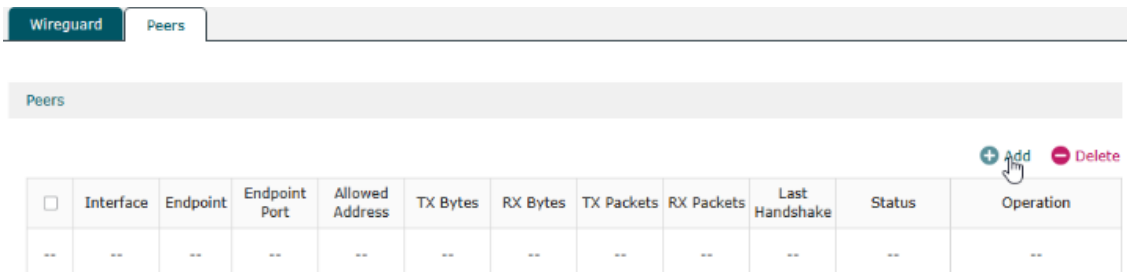 Wireguard Peers
Peers
Add Delete
Interface Endpoint Endpoint Port Allowed Address TX Bytes RX Bytes TX Packets RX Packets Last Handshake Status Operation
-- -- -- -- -- -- -- -- -- -- -- --